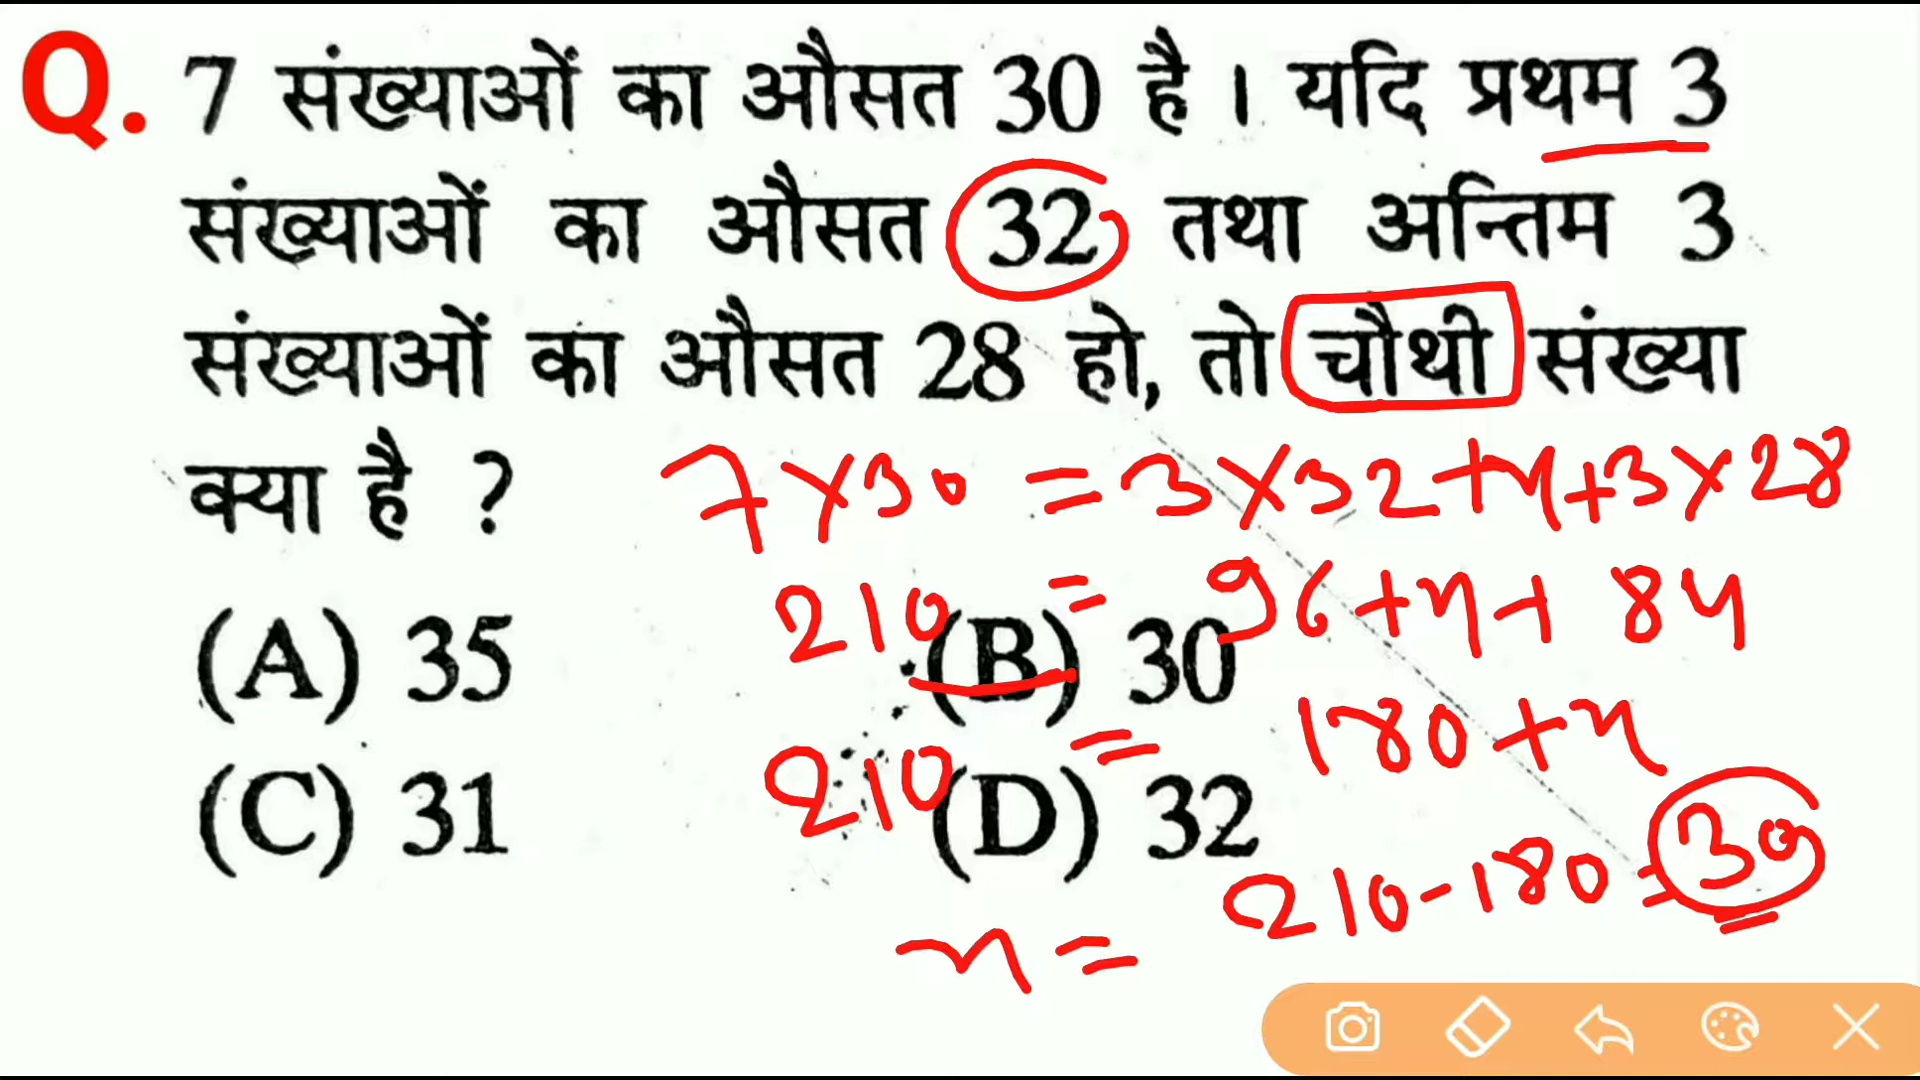 Q. 7 संख्याओं का औसत 30 है । यदि प्रथम 3
संख्याओं का औसत 32 तथा अन्तिम 3
संख्याओं का औसत 28 हो, तो चौथी संख्या
क्या है ?
7 x 30 = 3 x 32 + x + 3 x 28
210 = 96 + x + 84
(A) 35 (B) 30
210 = 180 + x
(C) 31 (D) 32
x = 210 - 180 = 30